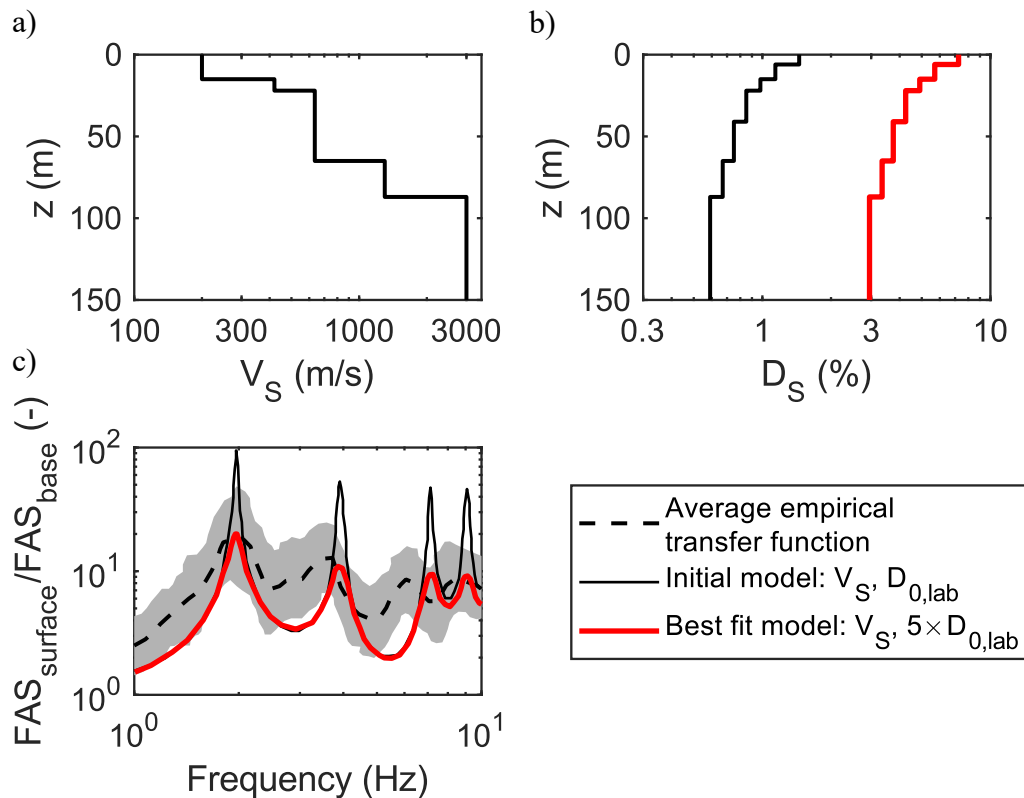 a)
0
50
100
150
z (m)
100
300
1000
3000
V_S (m/s)
b)
0
50
100
150
z (m)
0.3
1
3
10
D_S (%)
c)
10^2
10^1
10^0
FAS_surface/FAS_base (-)
10^0
10^1
Frequency (Hz)
Average empirical
transfer function
Initial model: V_S, D_0,lab
Best fit model: V_S, 5×D_0,lab